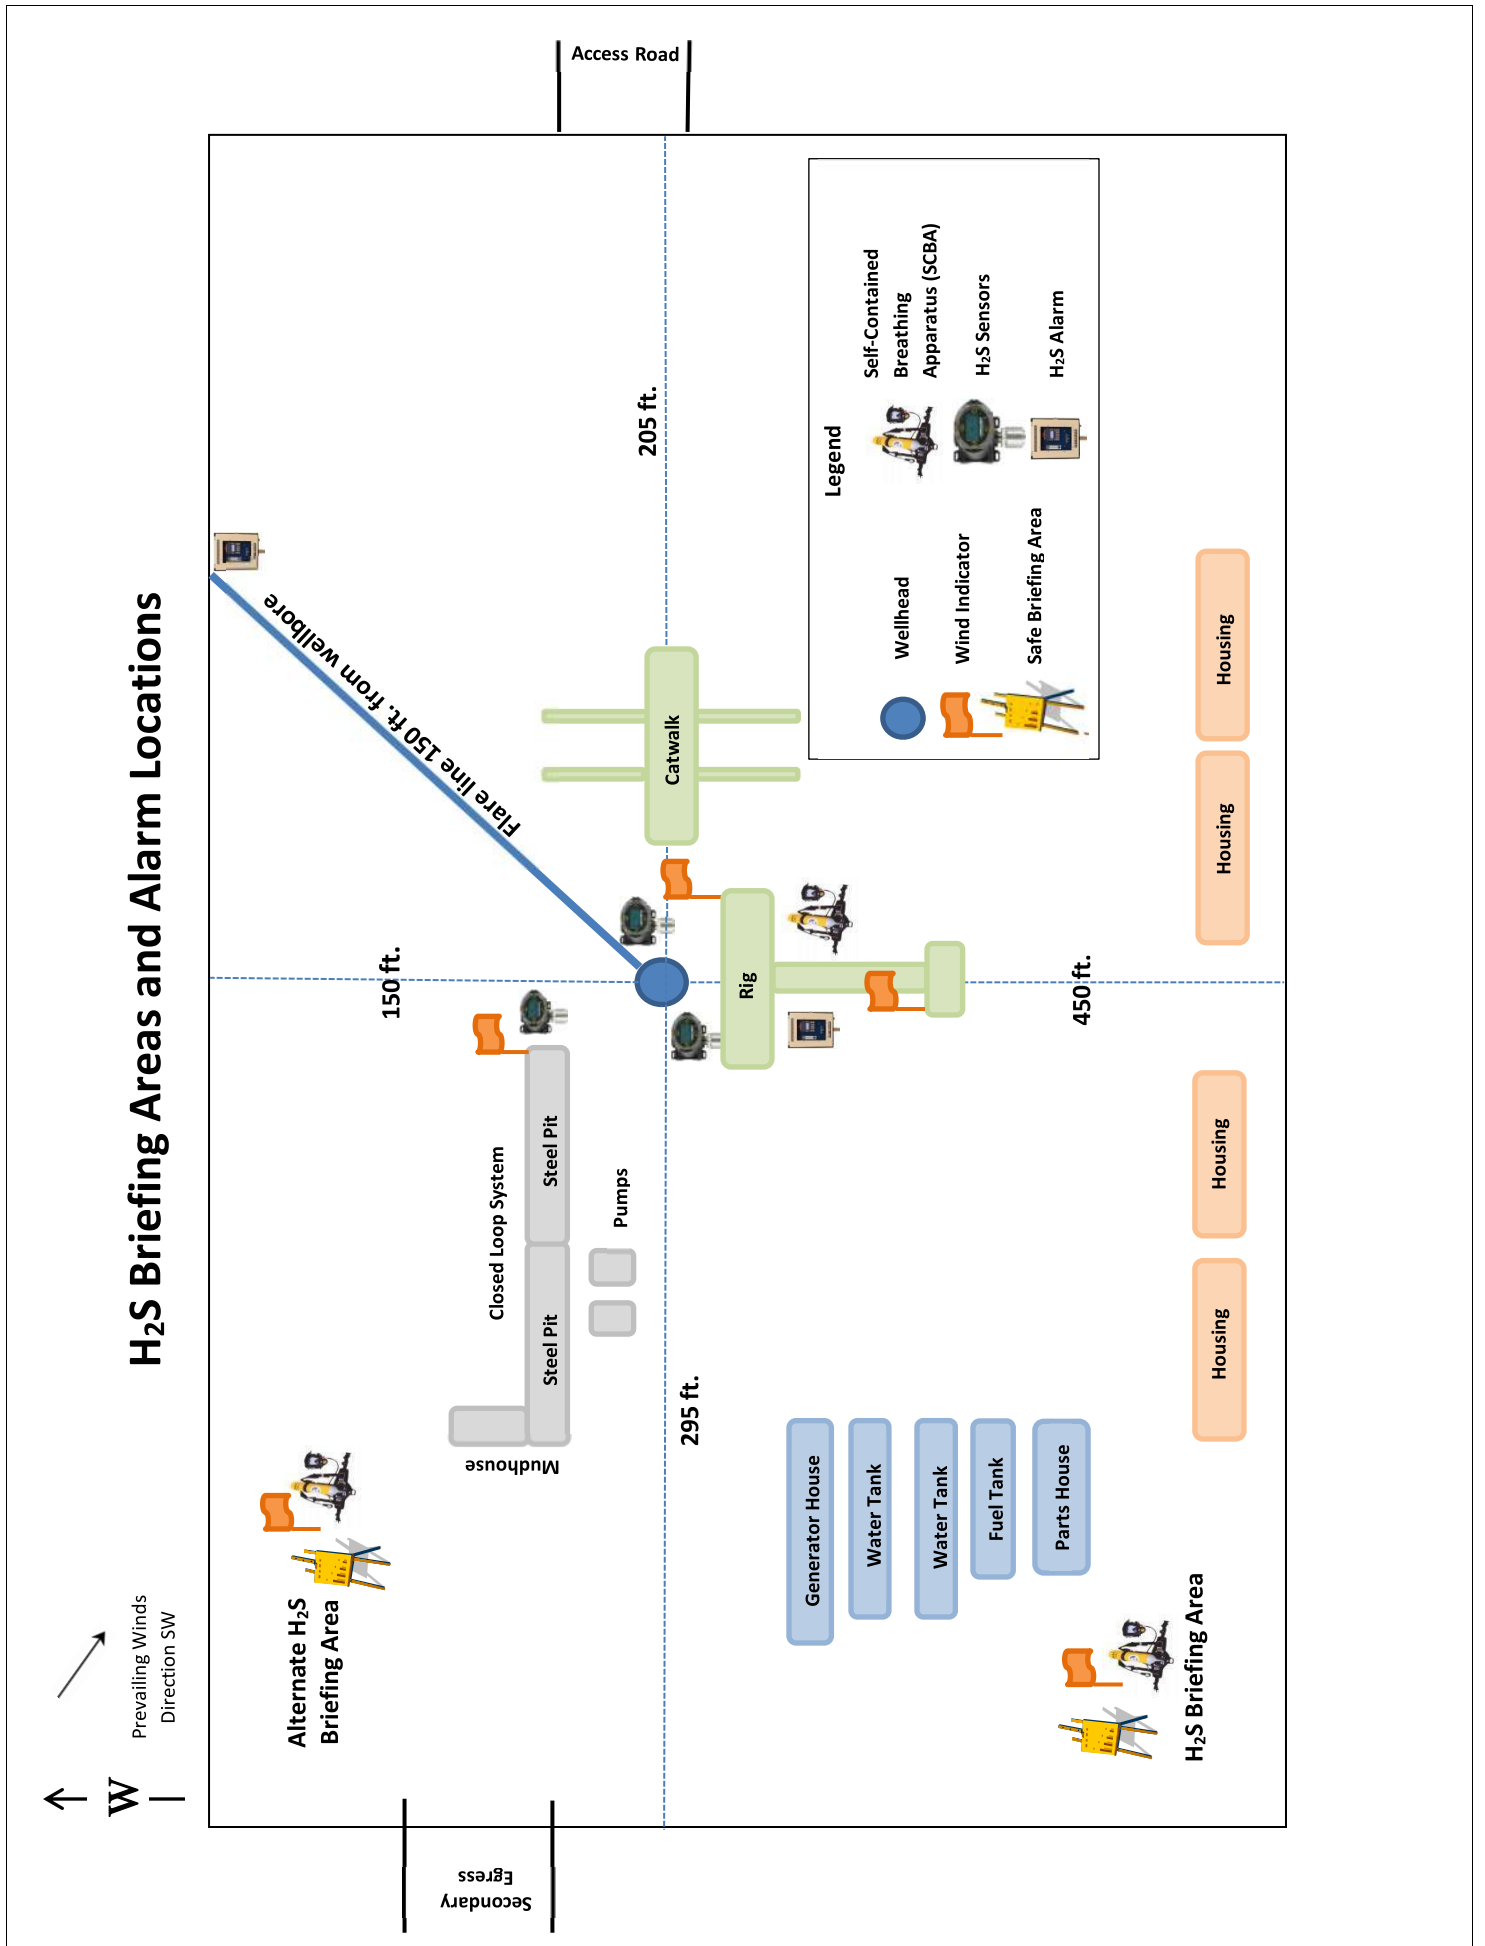 H₂S Briefing Areas and Alarm Locations
W
Prevailing Winds
Direction SW
Access Road
Secondary
Egress
Alternate H₂S
Briefing Area
Mudhouse
Closed Loop System
Steel Pit
Steel Pit
Pumps
150 ft.
Flare line 150 ft. from wellbore
205 ft.
295 ft.
450 ft.
Catwalk
Rig
Generator House
Water Tank
Water Tank
Fuel Tank
Parts House
H₂S Briefing Area
Housing
Housing
Housing
Housing
Legend
Wellhead
Wind Indicator
Safe Briefing Area
Self-Contained
Breathing
Apparatus (SCBA)
H₂S Sensors
H₂S Alarm